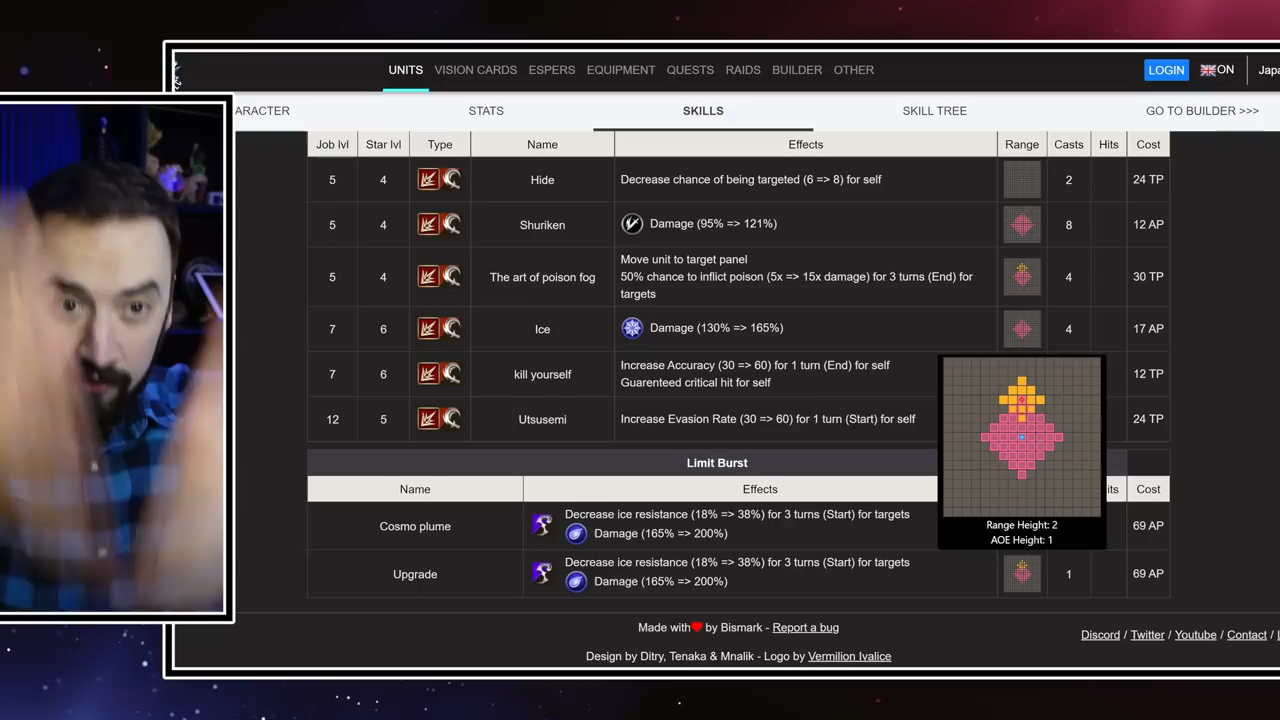 UNITS VISION CARDS ESPERS EQUIPMENT QUESTS RAIDS BUILDER OTHER LOGIN ON Japa
ARACTER STATS SKILLS SKILL TREE GO TO BUILDER >>>
Job lvl Star lvl Type Name Effects Range Casts Hits Cost
5 4 Hide Decrease chance of being targeted (6 => 8) for self 2 24 TP
5 4 Shuriken Damage (95% => 121%) 8 12 AP
Move unit to target panel
5 4 The art of poison fog 50% chance to inflict poison (5x => 15x damage) for 3 turns (End) for 4 30 TP
targets
7 6 Ice Damage (130% => 165%) 4 17 AP
Increase Accuracy (30 => 60) for 1 turn (End) for self
7 6 kill yourself 12 TP
Guarenteed critical hit for self
12 5 Utsusemi Increase Evasion Rate (30 => 60) for 1 turn (Start) for self 24 TP
Limit Burst
Name Effects its Cost
Decrease ice resistance (18% => 38%) for 3 turns (Start) for targets
Cosmo plume 69 AP
Damage (165% => 200%)
Range Height: 2
AOE Height: 1
Decrease ice resistance (18% => 38%) for 3 turns (Start) for targets
Upgrade 1 69 AP
Damage (165% => 200%)
Made with by Bismark - Report a bug
Discord / Twitter / Youtube / Contact /
Design by Ditry, Tenaka & Mnalik - Logo by Vermilion Ivalice